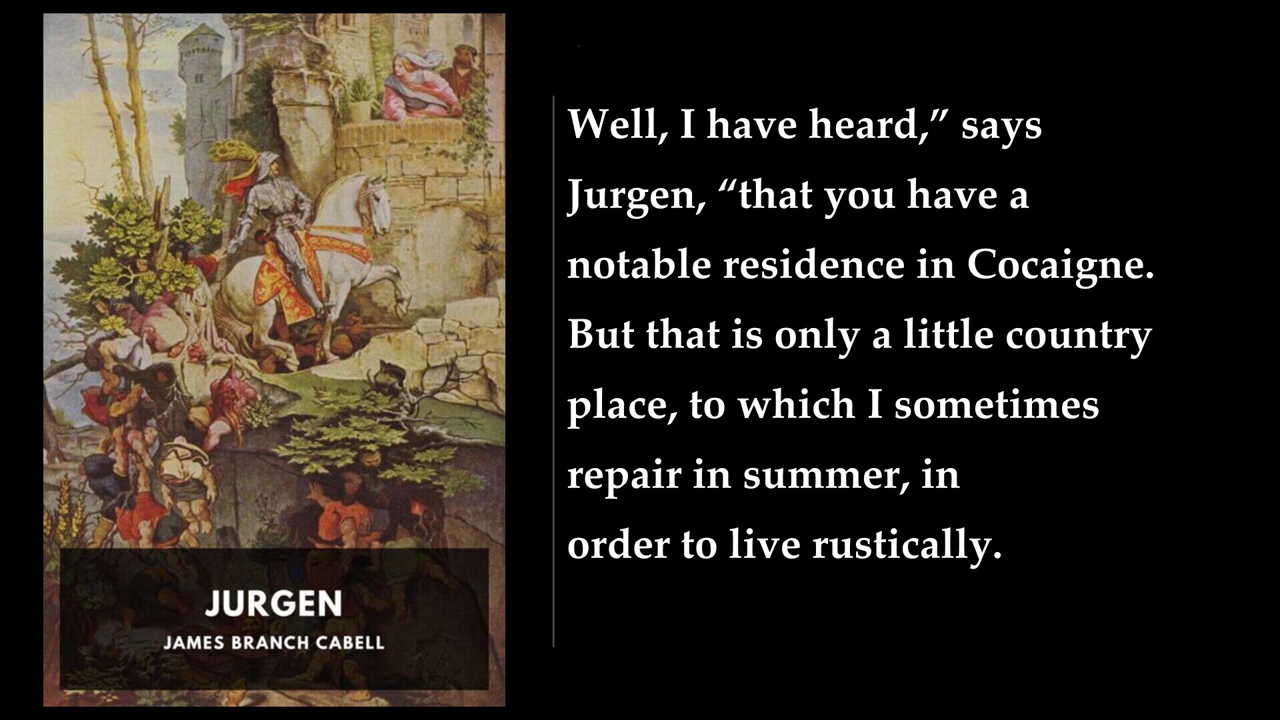 JURGEN
JAMES BRANCH CABELL
Well, I have heard,” says
Jurgen, “that you have a
notable residence in Cocaigne.
But that is only a little country
place, to which I sometimes
repair in summer, in
order to live rustically.